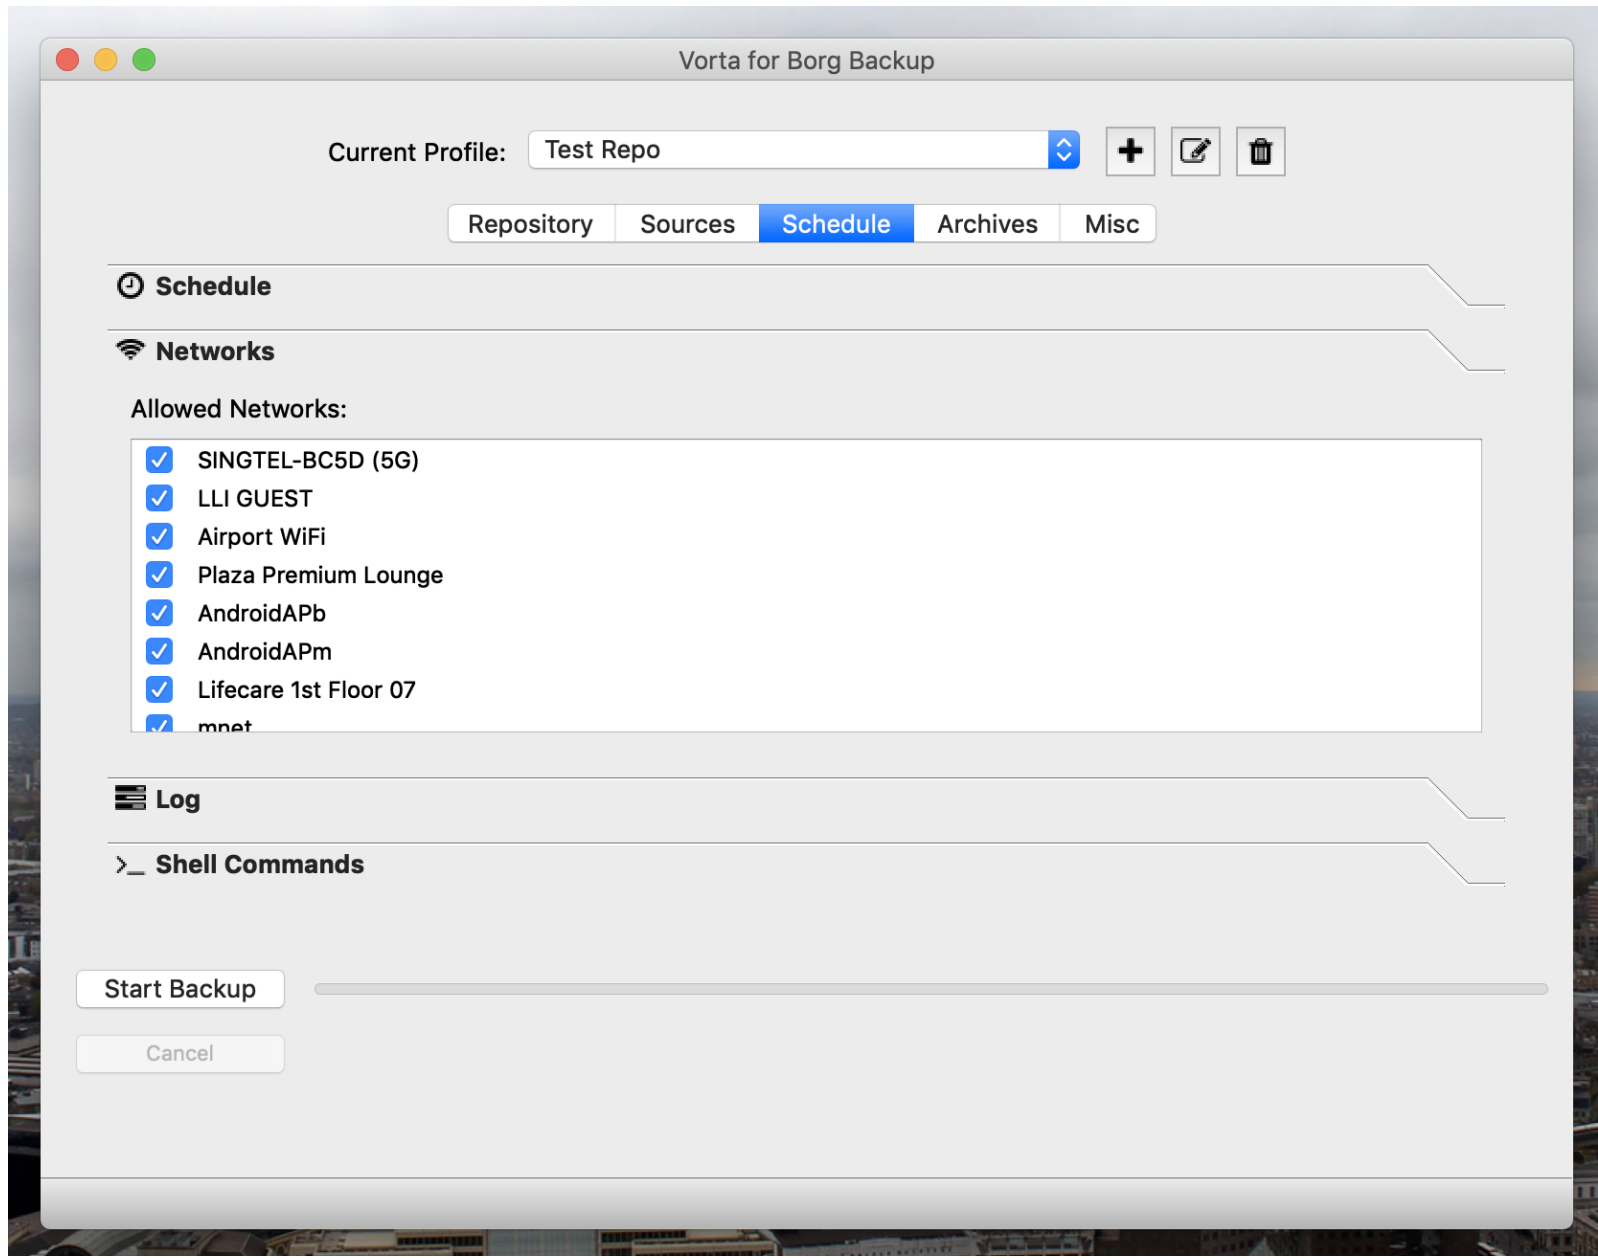 Vorta for Borg Backup
Current Profile: Test Repo
Repository Sources Schedule Archives Misc
Schedule
Networks
Allowed Networks:
SINGTEL-BC5D (5G)
LLI GUEST
Airport WiFi
Plaza Premium Lounge
AndroidAPb
AndroidAPm
Lifecare 1st Floor 07
mnet
Log
Shell Commands
Start Backup
Cancel